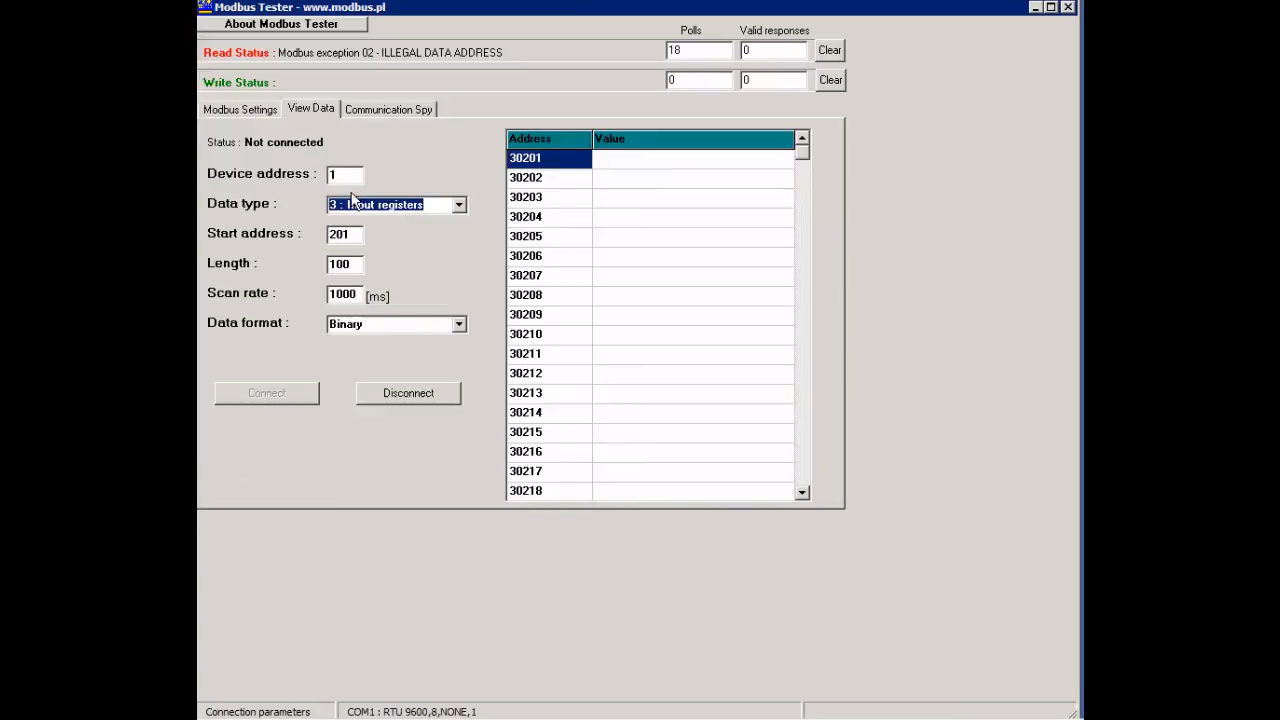 Modbus Tester - www.modbus.pl
About Modbus Tester
Polls
Valid responses
Read Status : Modbus exception 02 - ILLEGAL DATA ADDRESS
18
0
Clear
Write Status :
0
0
Clear
Modbus Settings
View Data
Communication Spy
Status : Not connected
Device address : 1
Data type : 3 : Input registers
Start address : 201
Length : 100
Scan rate : 1000 [ms]
Data format : Binary
Connect
Disconnect
Address Value
30201
30202
30203
30204
30205
30206
30207
30208
30209
30210
30211
30212
30213
30214
30215
30216
30217
30218
Connection parameters
COM1 : RTU 9600,8,NONE,1